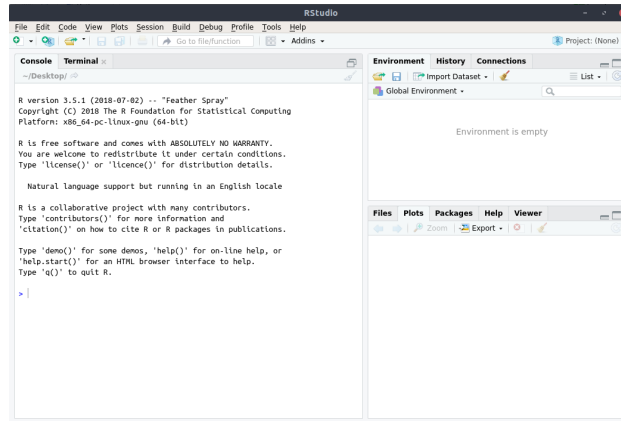 RStudio
File Edit Code View Plots Session Build Debug Profile Tools Help
Go to file/function Addins Project: (None)
Console Terminal
~/Desktop/
R version 3.5.1 (2018-07-02) -- "Feather Spray"
Copyright (C) 2018 The R Foundation for Statistical Computing
Platform: x86_64-pc-linux-gnu (64-bit)
R is free software and comes with ABSOLUTELY NO WARRANTY.
You are welcome to redistribute it under certain conditions.
Type 'license()' or 'licence()' for distribution details.
Natural language support but running in an English locale
R is a collaborative project with many contributors.
Type 'contributors()' for more information and
'citation()' on how to cite R or R packages in publications.
Type 'demo()' for some demos, 'help()' for on-line help, or
'help.start()' for an HTML browser interface to help.
Type 'q()' to quit R.
>
Environment History Connections
Import Dataset List
Global Environment
Environment is empty
Files Plots Packages Help Viewer
Zoom Export